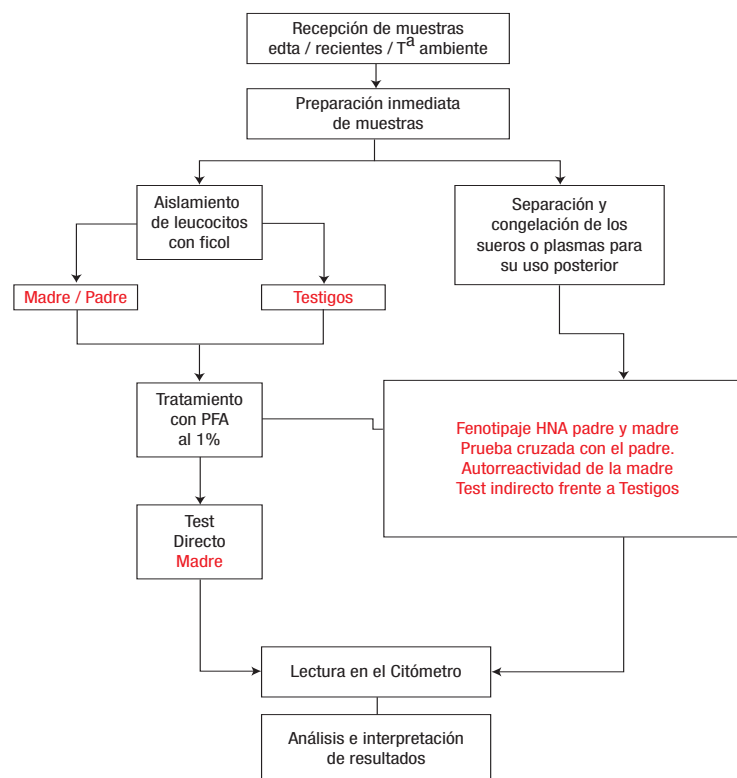 Recepción de muestras
edta / recientes / Tª ambiente
Preparación inmediata
de muestras
Aislamiento
de leucocitos
con ficol
Separación y
congelación de los
sueros o plasmas para
su uso posterior
Madre / Padre
Testigos
Tratamiento
con PFA
al 1%
Fenotipaje HNA padre y madre
Prueba cruzada con el padre.
Autorreactividad de la madre
Test indirecto frente a Testigos
Test
Directo
Madre
Lectura en el Citómetro
Análisis e interpretación
de resultados